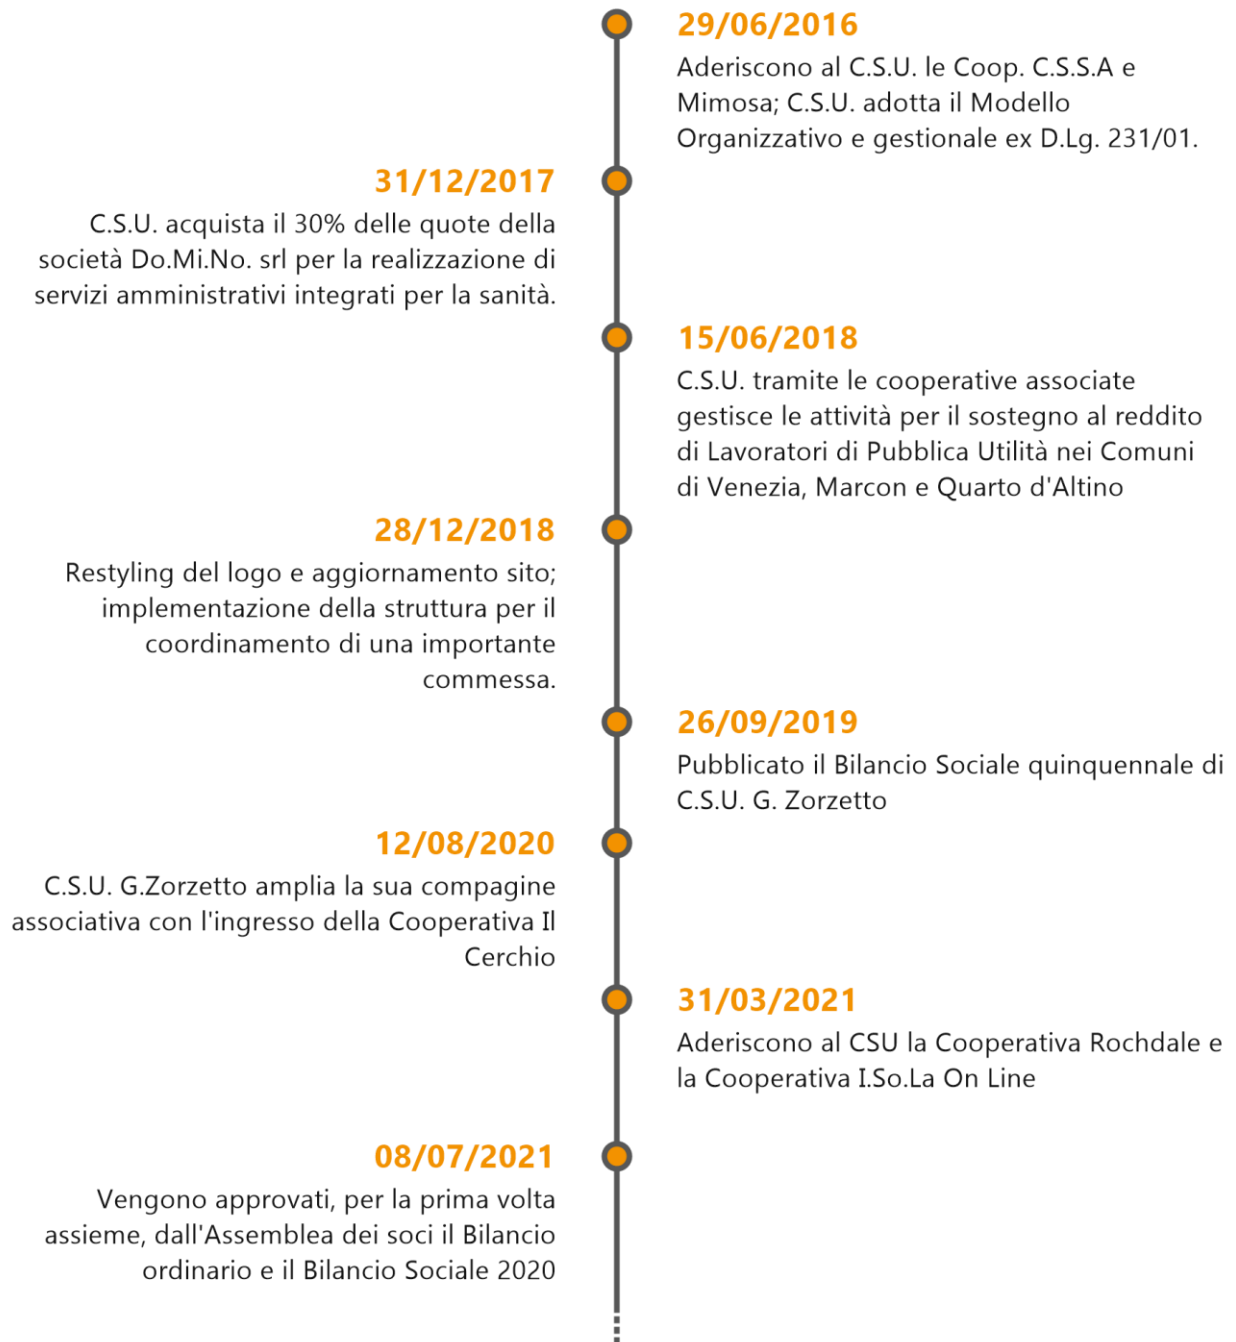 29/06/2016
Aderiscono al C.S.U. le Coop. C.S.S.A e
Mimosa; C.S.U. adotta il Modello
Organizzativo e gestionale ex D.Lg. 231/01.
31/12/2017
C.S.U. acquista il 30% delle quote della
società Do.Mi.No. srl per la realizzazione di
servizi amministrativi integrati per la sanità.
15/06/2018
C.S.U. tramite le cooperative associate
gestisce le attività per il sostegno al reddito
di Lavoratori di Pubblica Utilità nei Comuni
di Venezia, Marcon e Quarto d'Altino
28/12/2018
Restyling del logo e aggiornamento sito;
implementazione della struttura per il
coordinamento di una importante
commessa.
26/09/2019
Pubblicato il Bilancio Sociale quinquennale di
C.S.U. G. Zorzetto
12/08/2020
C.S.U. G.Zorzetto amplia la sua compagine
associativa con l'ingresso della Cooperativa Il
Cerchio
31/03/2021
Aderiscono al CSU la Cooperativa Rochdale e
la Cooperativa I.So.La On Line
08/07/2021
Vengono approvati, per la prima volta
assieme, dall'Assemblea dei soci il Bilancio
ordinario e il Bilancio Sociale 2020